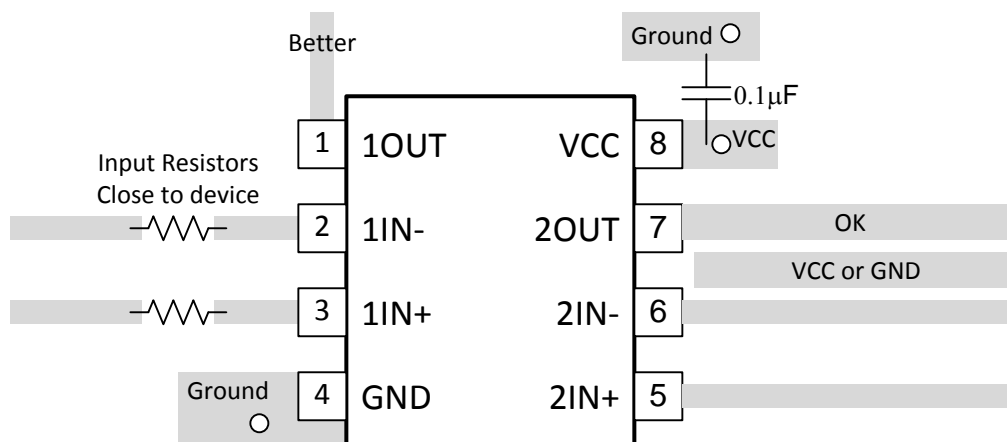 Better
Ground
0.1µF
1 1OUT VCC 8 VCC
Input Resistors
Close to device
2 1IN- 2OUT 7 OK
VCC or GND
3 1IN+ 2IN- 6
Ground
4 GND 2IN+ 5